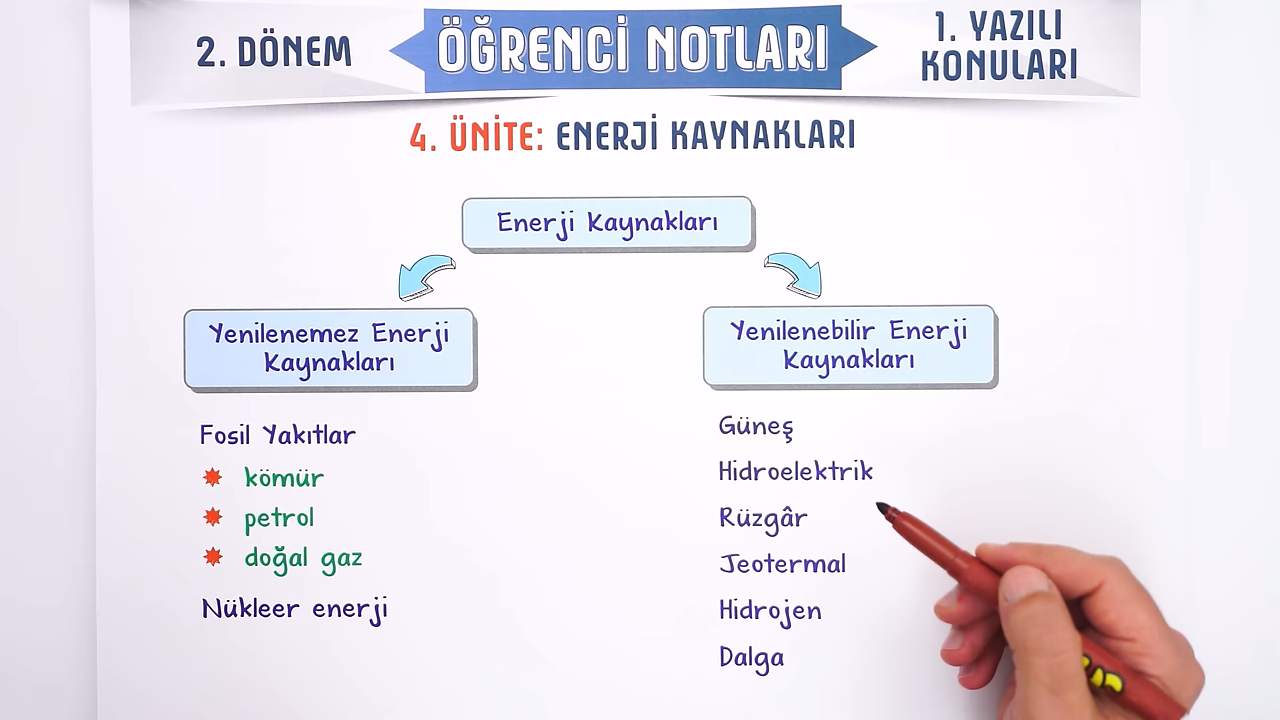 2. DÖNEM
ÖĞRENCİ NOTLARI
1. YAZILI
KONULARI
4. ÜNİTE: ENERJİ KAYNAKLARI
Enerji Kaynakları
Yenilenemez Enerji
Kaynakları
Fosil Yakıtlar
kömür
petrol
doğal gaz
Nükleer enerji
Yenilenebilir Enerji
Kaynakları
Güneş
Hidroelektrik
Rüzgâr
Jeotermal
Hidrojen
Dalga